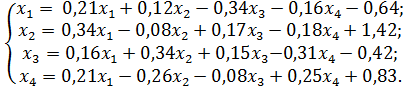 x₁ = 0,21x₁ + 0,12x₂ − 0,34x₃ − 0,16x₄ − 0,64;
x₂ = 0,34x₁ − 0,08x₂ + 0,17x₃ − 0,18x₄ + 1,42;
x₃ = 0,16x₁ + 0,34x₂ + 0,15x₃−0,31x₄ − 0,42;
x₄ = 0,21x₁ − 0,26x₂ − 0,08x₃ + 0,25x₄ + 0,83.